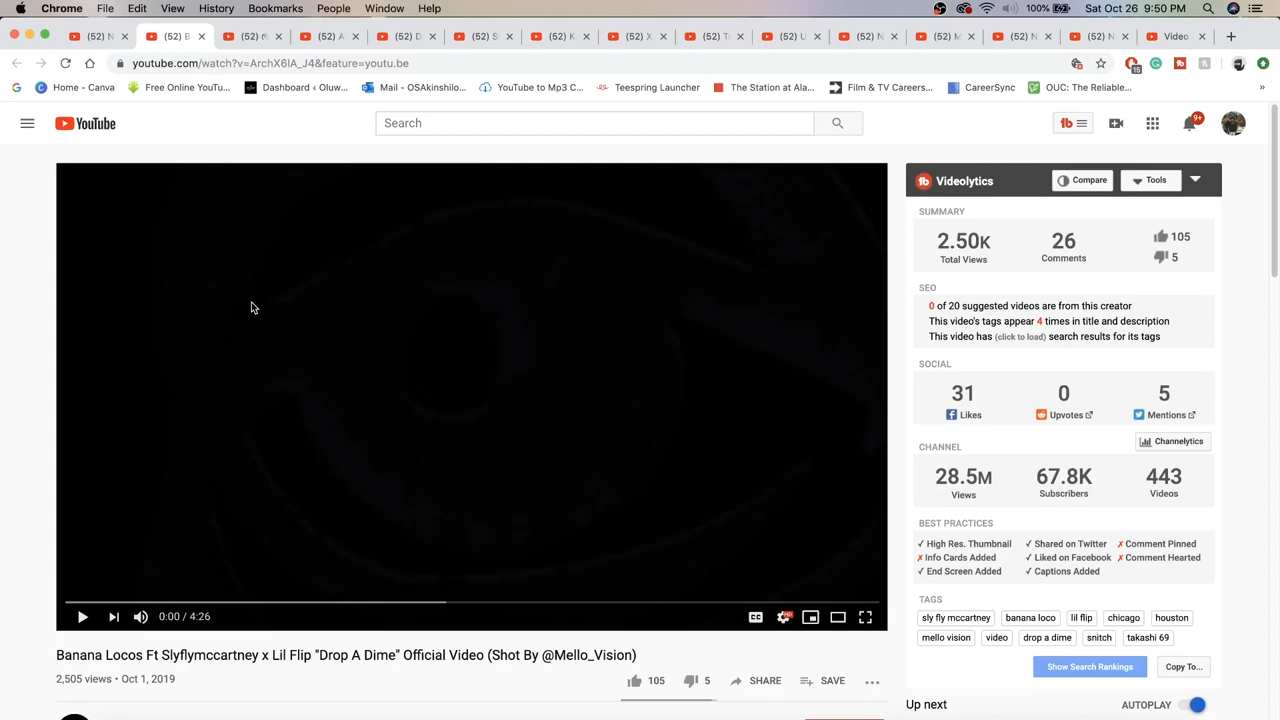 Chrome File Edit View History Bookmarks People Window Help 100% Sat Oct 26 9:50 PM
(52) N (52) B (52) @ (52) A (52) D (52) S (52) K (52) X (52) T (52) U (52) N (52) M (52) N (52) N Video
youtube.com/watch?v=ArchX6lA_J4&feature=youtu.be 15
Home - Canva Free Online YouTu... Dashboard ‹ Oluw... Mail - OSAkinshilo... YouTube to Mp3 C... Teespring Launcher The Station at Ala... Film & TV Careers... CareerSync OUC: The Reliable... »
YouTube Search tb 9+
tb Videolytics Compare Tools
SUMMARY
2.50K 26 105
Total Views Comments 5
SEO
0 of 20 suggested videos are from this creator
This video's tags appear 4 times in title and description
This video has (click to load) search results for its tags
SOCIAL
31 0 5
Likes Upvotes Mentions
CHANNEL Channelytics
28.5M 67.8K 443
Views Subscribers Videos
BEST PRACTICES
✓ High Res. Thumbnail ✓ Shared on Twitter ✗ Comment Pinned
✗ Info Cards Added ✓ Liked on Facebook ✗ Comment Hearted
✓ End Screen Added ✓ Captions Added
TAGS
sly fly mccartney banana loco lil flip chicago houston
mello vision video drop a dime snitch takashi 69
Show Search Rankings Copy To...
0:00 / 4:26 CC HD
Banana Locos Ft Slyflymccartney x Lil Flip "Drop A Dime" Official Video (Shot By @Mello_Vision)
2,505 views • Oct 1, 2019 105 5 SHARE SAVE
Up next AUTOPLAY